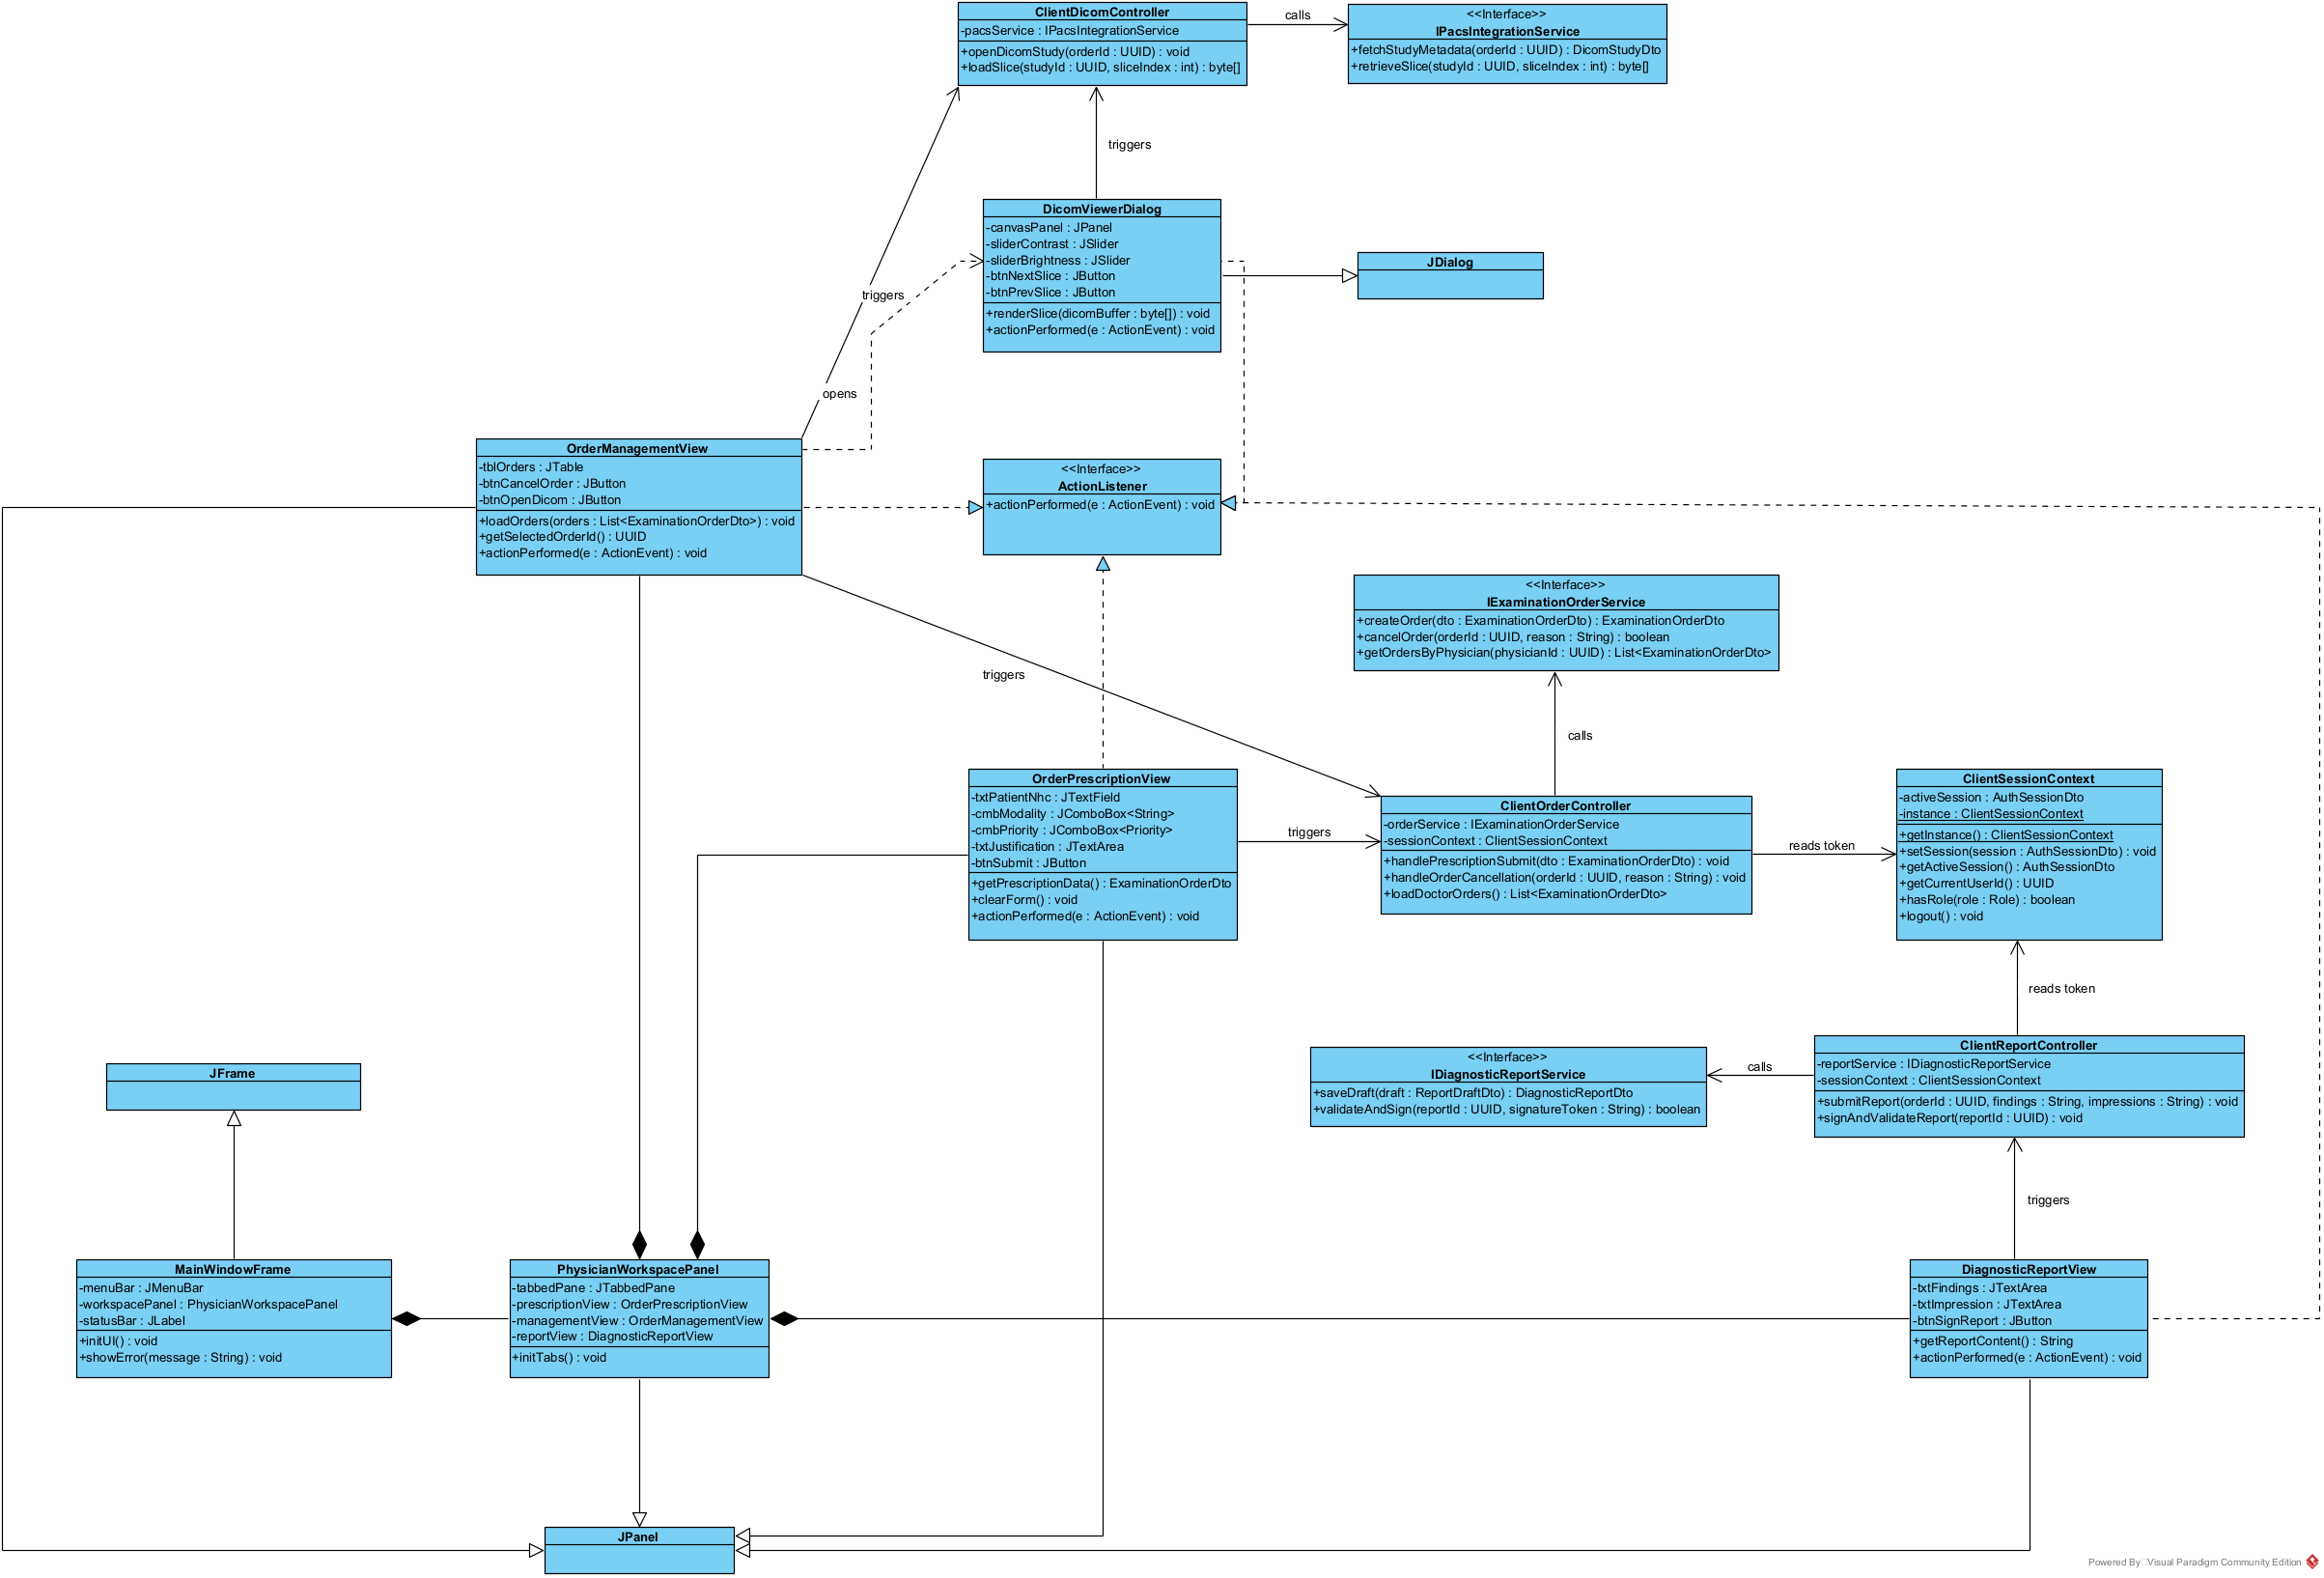 ClientDicomController
-pacsService : IPacsIntegrationService
+openDicomStudy(orderId : UUID) : void
+loadSlice(studyId : UUID, sliceIndex : int) : byte[]
calls
<<Interface>>
IPacsIntegrationService
+fetchStudyMetadata(orderId : UUID) : DicomStudyDto
+retrieveSlice(studyId : UUID, sliceIndex : int) : byte[]
triggers
DicomViewerDialog
-canvasPanel : JPanel
-sliderContrast : JSlider
-sliderBrightness : JSlider
-btnNextSlice : JButton
-btnPrevSlice : JButton
+renderSlice(dicomBuffer : byte[]) : void
+actionPerformed(e : ActionEvent) : void
JDialog
triggers
opens
OrderManagementView
-tblOrders : JTable
-btnCancelOrder : JButton
-btnOpenDicom : JButton
+loadOrders(orders : List<ExaminationOrderDto>) : void
+getSelectedOrderId() : UUID
+actionPerformed(e : ActionEvent) : void
<<Interface>>
ActionListener
+actionPerformed(e : ActionEvent) : void
<<Interface>>
IExaminationOrderService
+createOrder(dto : ExaminationOrderDto) : ExaminationOrderDto
+cancelOrder(orderId : UUID, reason : String) : boolean
+getOrdersByPhysician(physicianId : UUID) : List<ExaminationOrderDto>
triggers
calls
OrderPrescriptionView
-txtPatientNhc : JTextField
-cmbModality : JComboBox<String>
-cmbPriority : JComboBox<Priority>
-txtJustification : JTextArea
-btnSubmit : JButton
+getPrescriptionData() : ExaminationOrderDto
+clearForm() : void
+actionPerformed(e : ActionEvent) : void
triggers
ClientOrderController
-orderService : IExaminationOrderService
-sessionContext : ClientSessionContext
+handlePrescriptionSubmit(dto : ExaminationOrderDto) : void
+handleOrderCancellation(orderId : UUID, reason : String) : void
+loadDoctorOrders() : List<ExaminationOrderDto>
reads token
ClientSessionContext
-activeSession : AuthSessionDto
-instance : ClientSessionContext
+getInstance() : ClientSessionContext
+setSession(session : AuthSessionDto) : void
+getActiveSession() : AuthSessionDto
+getCurrentUserId() : UUID
+hasRole(role : Role) : boolean
+logout() : void
reads token
JFrame
<<Interface>>
IDiagnosticReportService
+saveDraft(draft : ReportDraftDto) : DiagnosticReportDto
+validateAndSign(reportId : UUID, signatureToken : String) : boolean
calls
ClientReportController
-reportService : IDiagnosticReportService
-sessionContext : ClientSessionContext
+submitReport(orderId : UUID, findings : String, impressions : String) : void
+signAndValidateReport(reportId : UUID) : void
triggers
MainWindowFrame
-menuBar : JMenuBar
-workspacePanel : PhysicianWorkspacePanel
-statusBar : JLabel
+initUI() : void
+showError(message : String) : void
PhysicianWorkspacePanel
-tabbedPane : JTabbedPane
-prescriptionView : OrderPrescriptionView
-managementView : OrderManagementView
-reportView : DiagnosticReportView
+initTabs() : void
DiagnosticReportView
-txtFindings : JTextArea
-txtImpression : JTextArea
-btnSignReport : JButton
+getReportContent() : String
+actionPerformed(e : ActionEvent) : void
JPanel
Powered By Visual Paradigm Community Edition